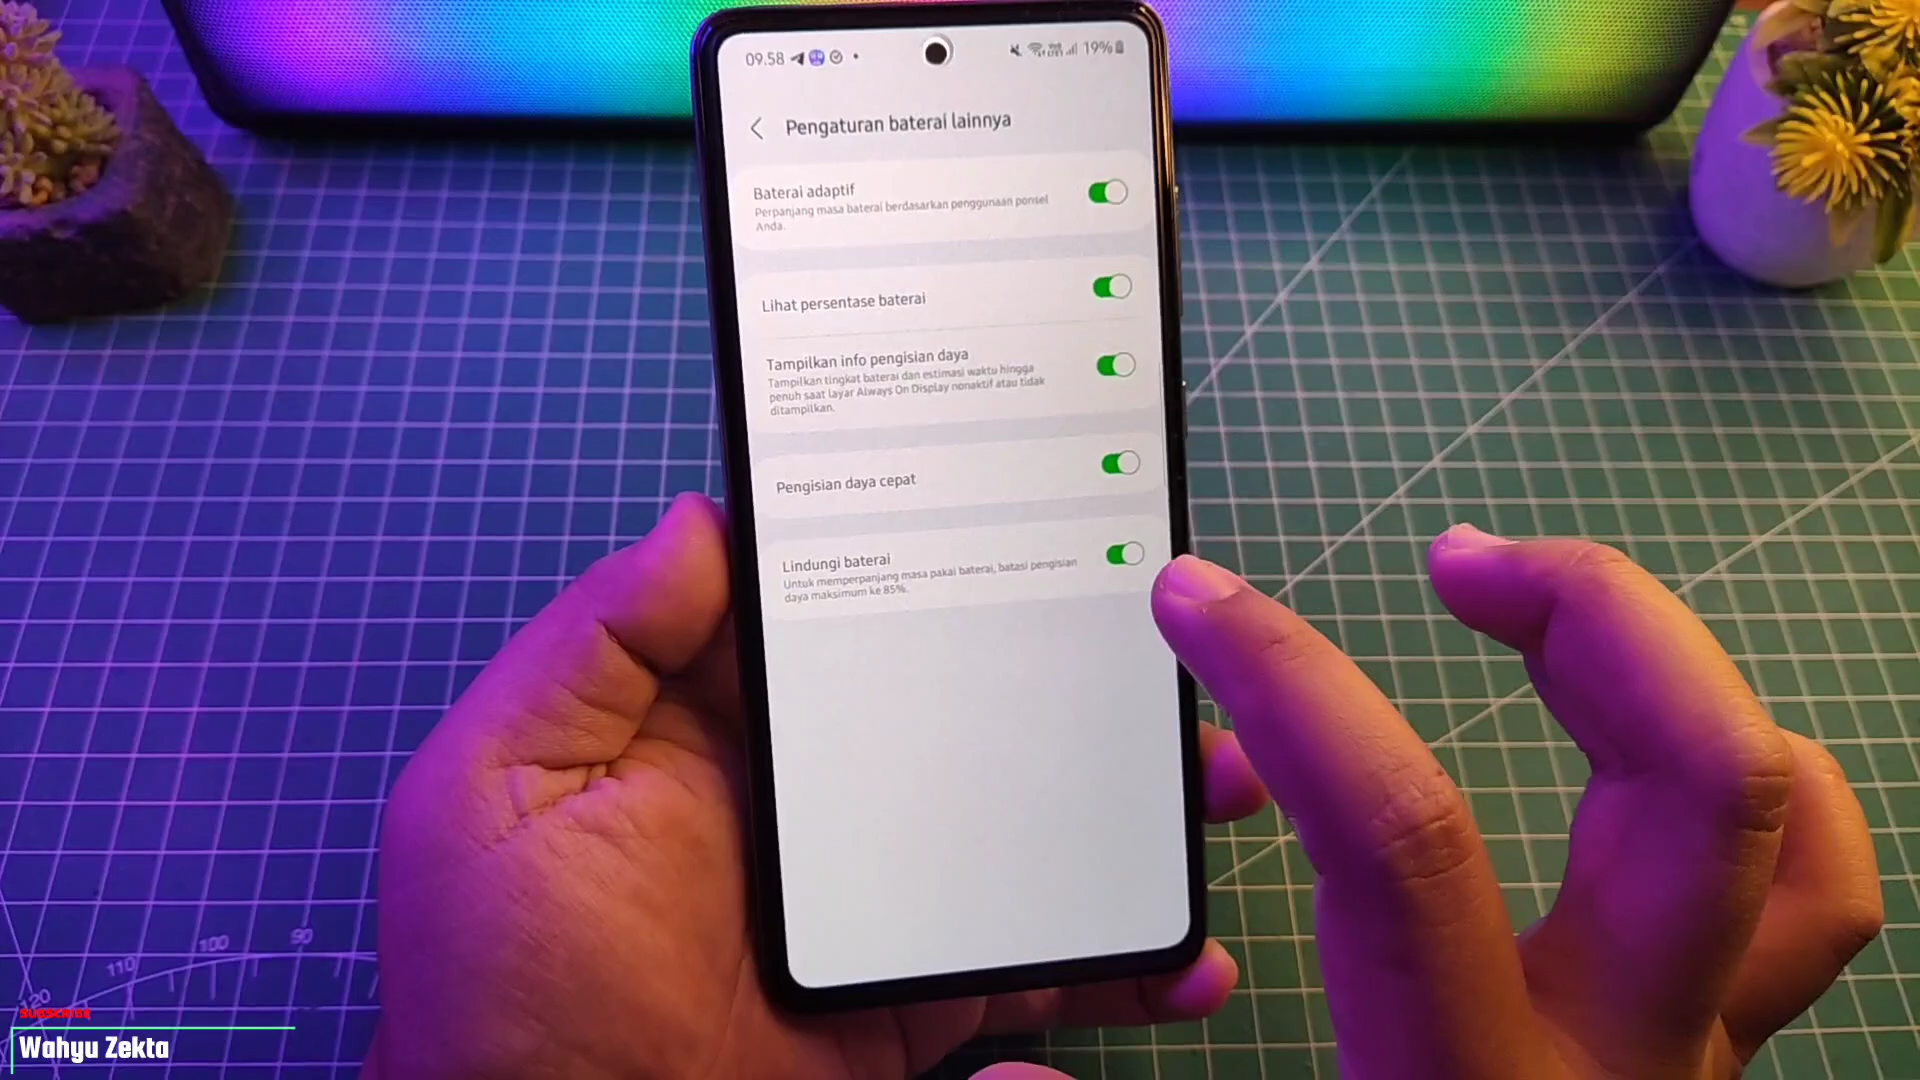 09.58
19%
Pengaturan baterai lainnya
Baterai adaptif
Perpanjang masa baterai berdasarkan penggunaan ponsel
Anda.
Lihat persentase baterai
Tampilkan info pengisian daya
Tampilkan tingkat baterai dan estimasi waktu hingga
penuh saat layar Always On Display nonaktif atau tidak
ditampilkan.
Pengisian daya cepat
Lindungi baterai
Untuk memperpanjang masa pakai baterai, batasi pengisian
daya maksimum ke 85%.
90
100
110
120
SUBSCRIBE
Wahyu Zekta